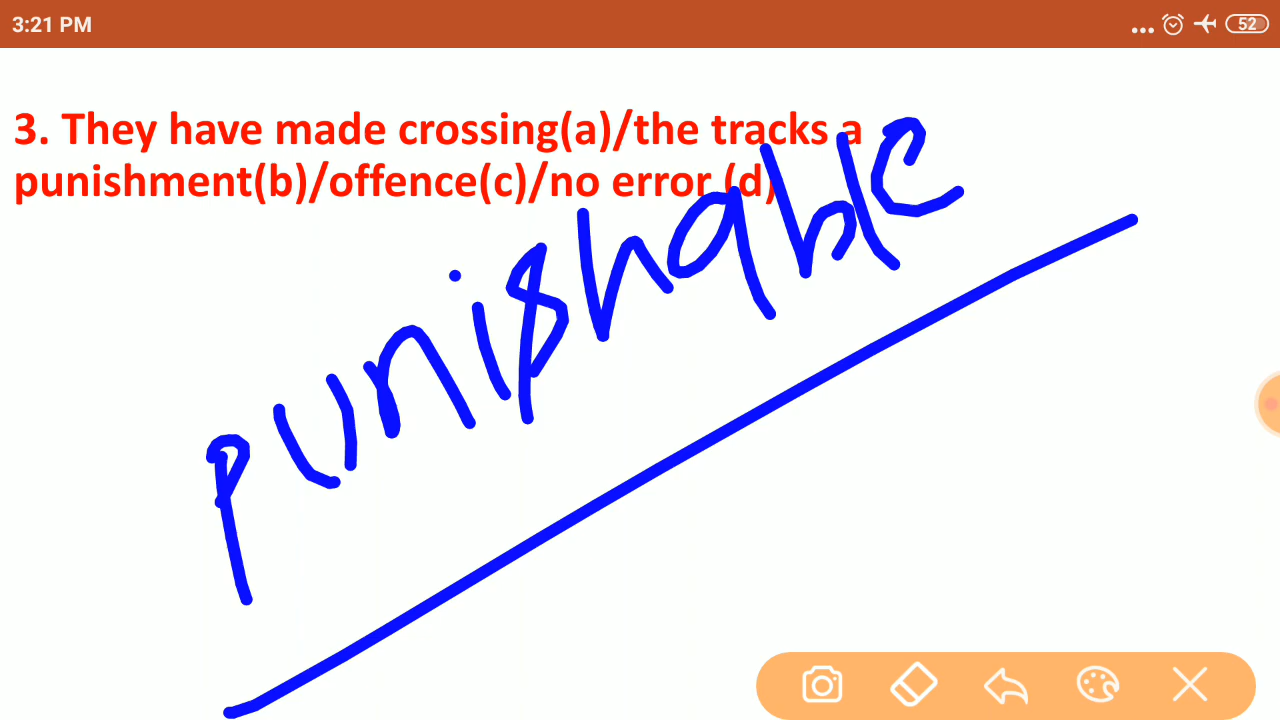 3:21 PM
52
3. They have made crossing(a)/the tracks a
punishment(b)/offence(c)/no error (d)
punishable